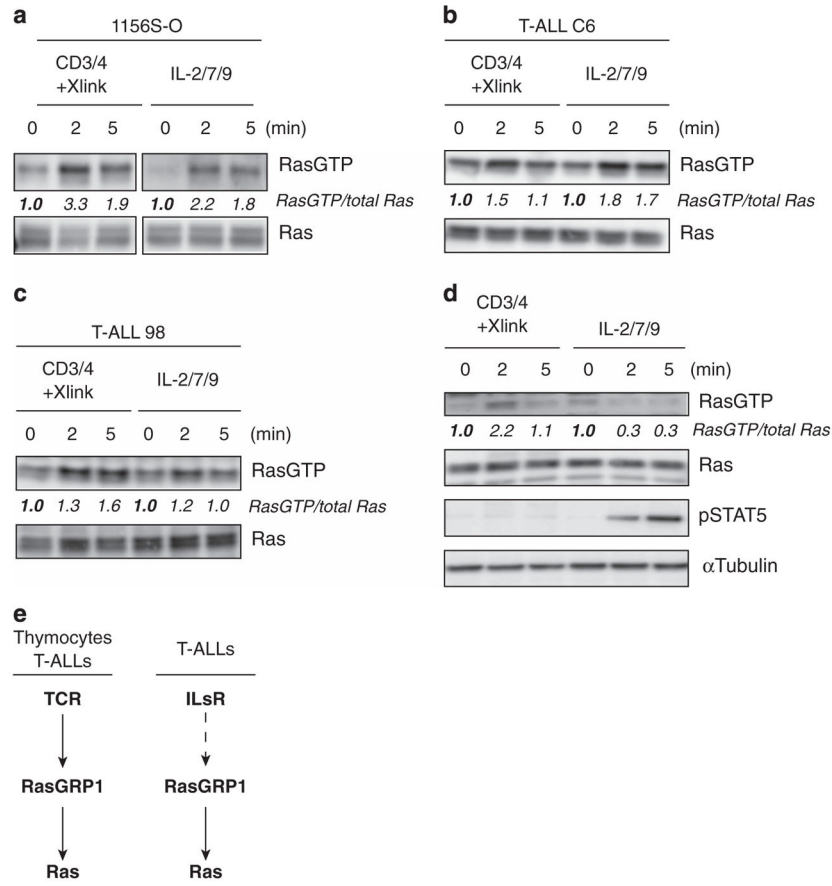 a
1156S-O
CD3/4
+Xlink
IL-2/7/9
0 2 5 0 2 5 (min)
RasGTP
1.0 3.3 1.9 1.0 2.2 1.8 RasGTP/total Ras
Ras
b
T-ALL C6
CD3/4
+Xlink
IL-2/7/9
0 2 5 0 2 5 (min)
RasGTP
1.0 1.5 1.1 1.0 1.8 1.7 RasGTP/total Ras
Ras
c
T-ALL 98
CD3/4
+Xlink
IL-2/7/9
0 2 5 0 2 5 (min)
RasGTP
1.0 1.3 1.6 1.0 1.2 1.0 RasGTP/total Ras
Ras
d
CD3/4
+Xlink
IL-2/7/9
0 2 5 0 2 5 (min)
RasGTP
1.0 2.2 1.1 1.0 0.3 0.3 RasGTP/total Ras
Ras
pSTAT5
αTubulin
e
Thymocytes
T-ALLs
TCR
RasGRP1
Ras
T-ALLs
ILsR
RasGRP1
Ras